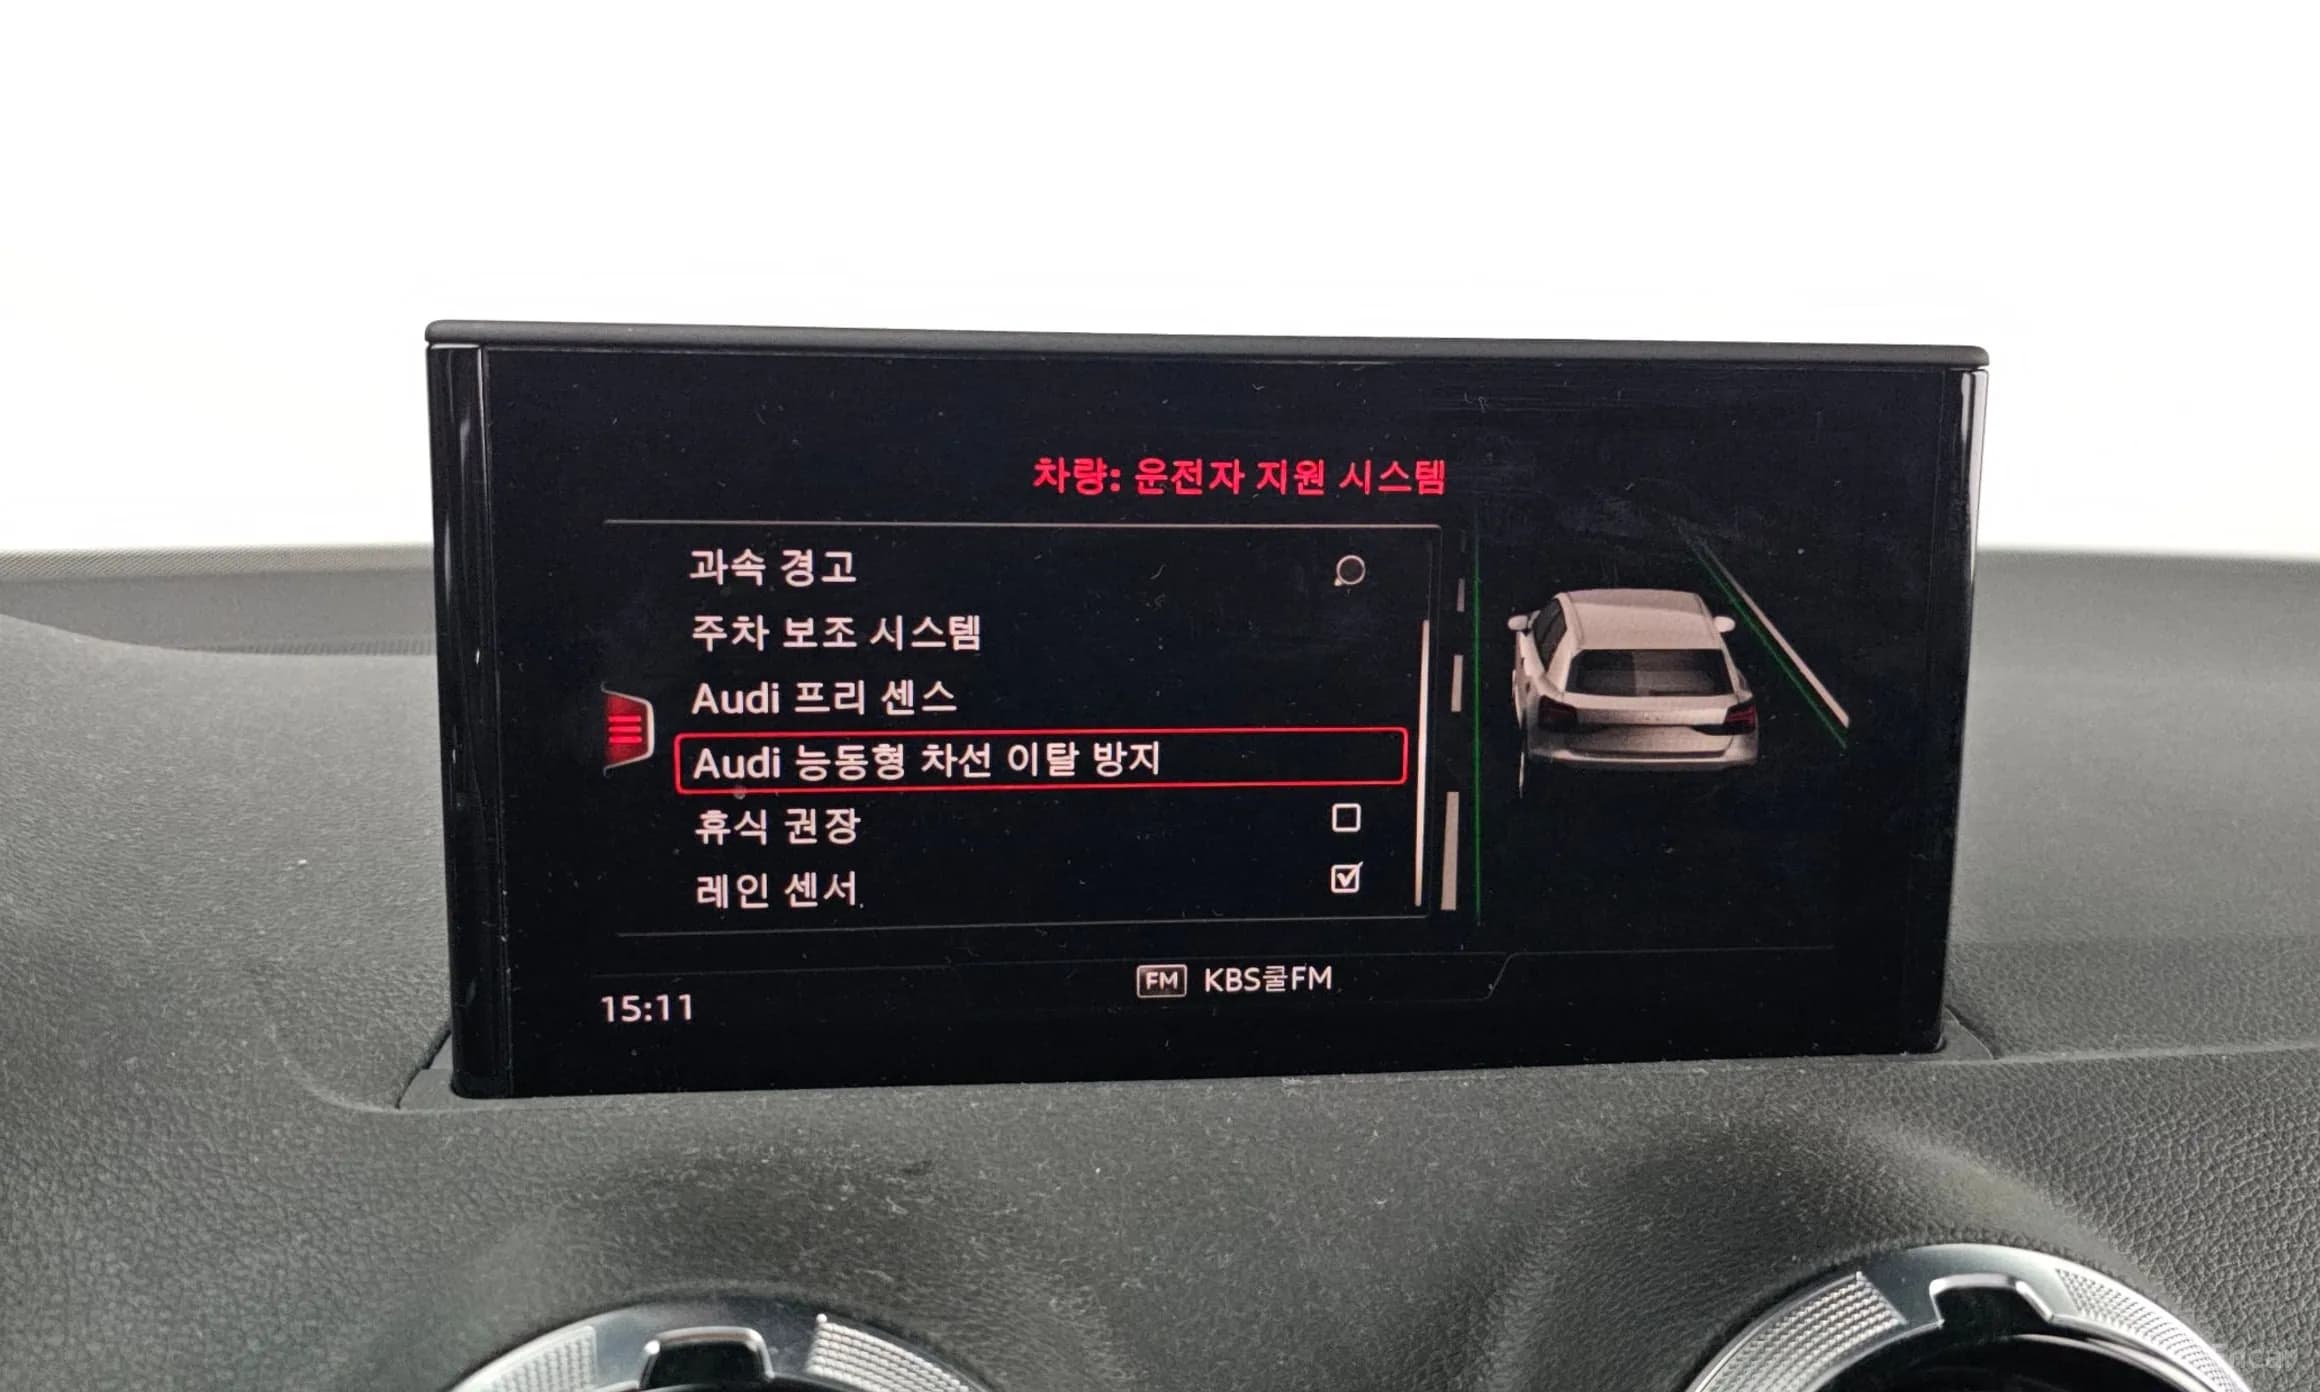 차량: 운전자 지원 시스템
과속 경고
주차 보조 시스템
Audi 프리 센스
Audi 능동형 차선 이탈 방지
휴식 권장
레인 센서
FM KBS쿨FM
15:11